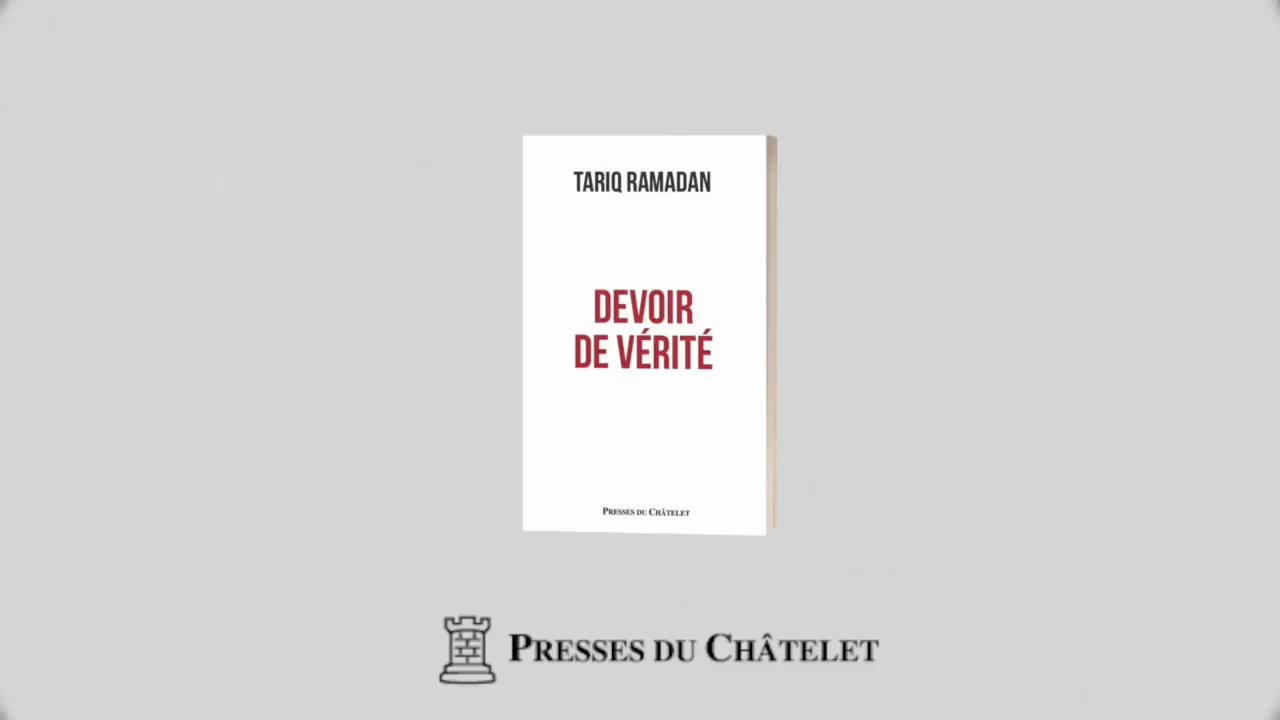 TARIQ RAMADAN
DEVOIR
DE VÉRITÉ
PRESSES DU CHÂTELET
PRESSES DU CHÂTELET